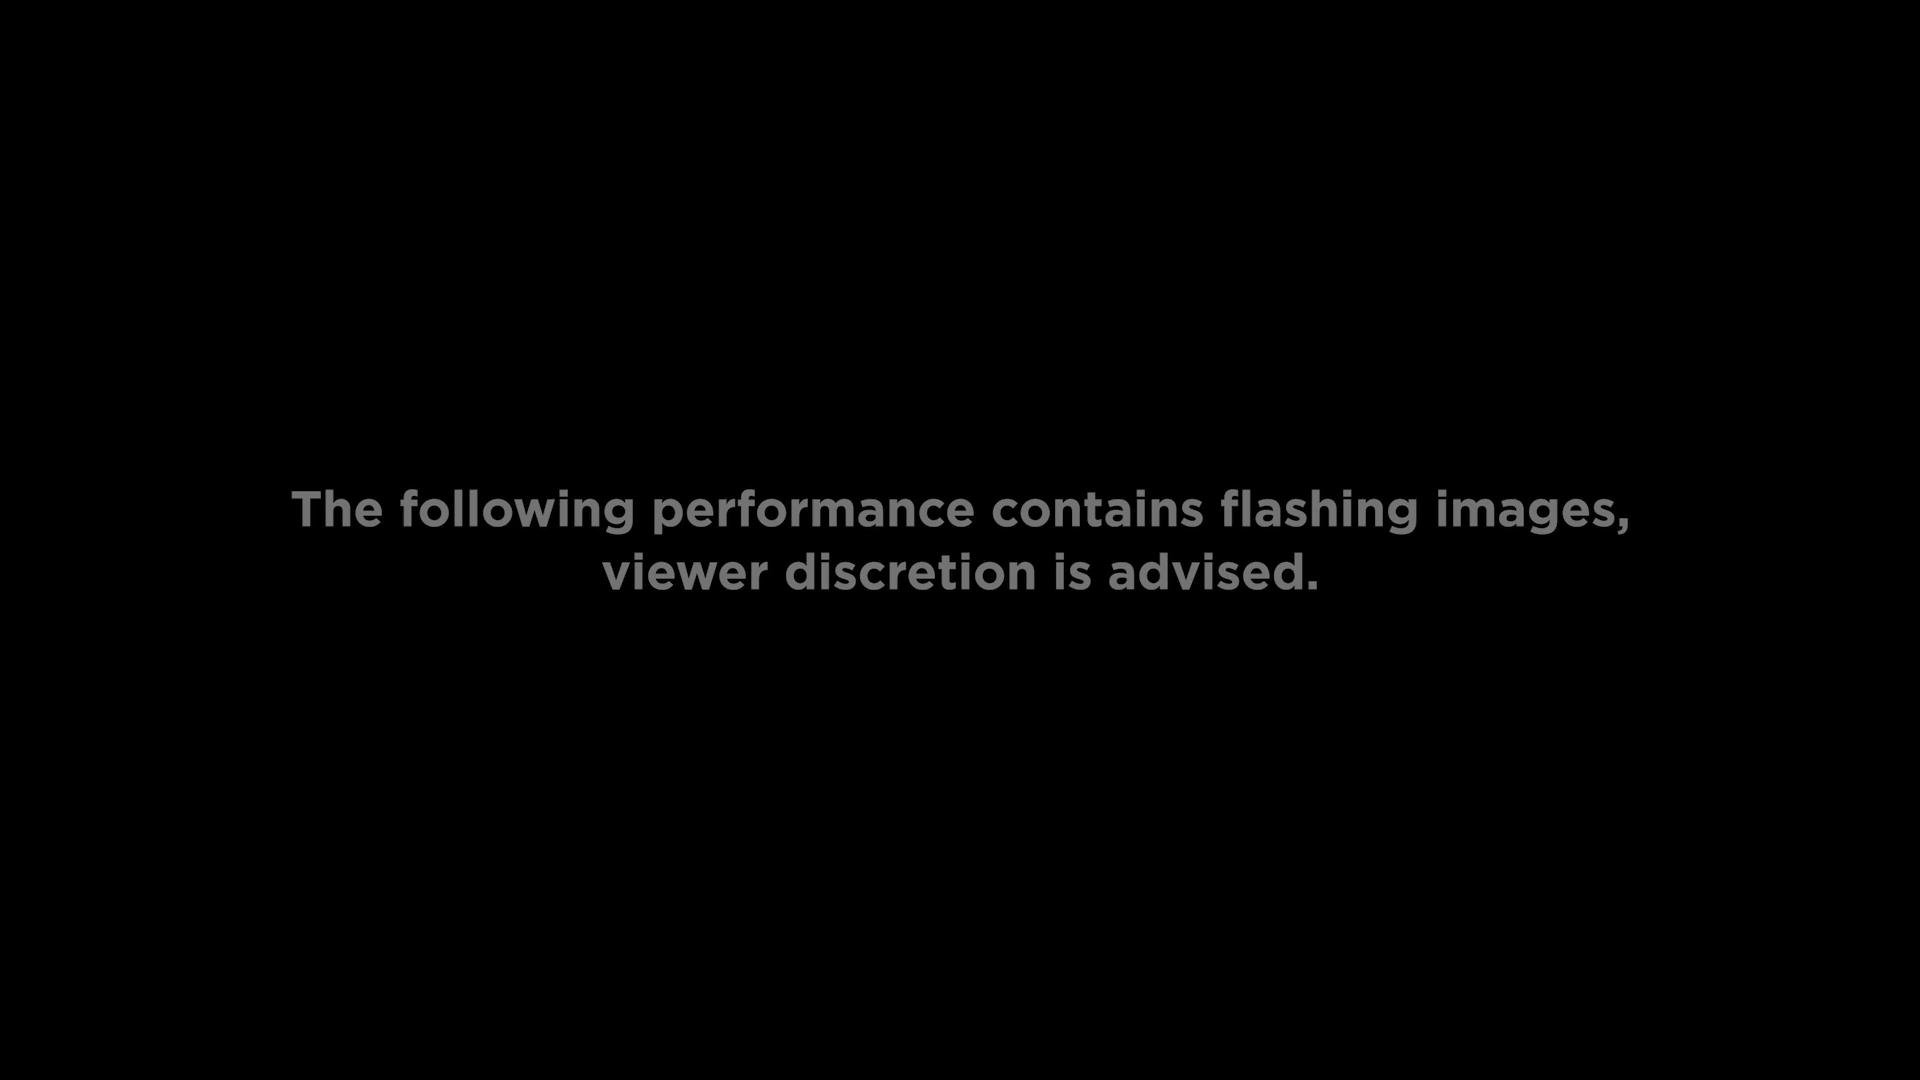 The following performance contains flashing images,
viewer discretion is advised.